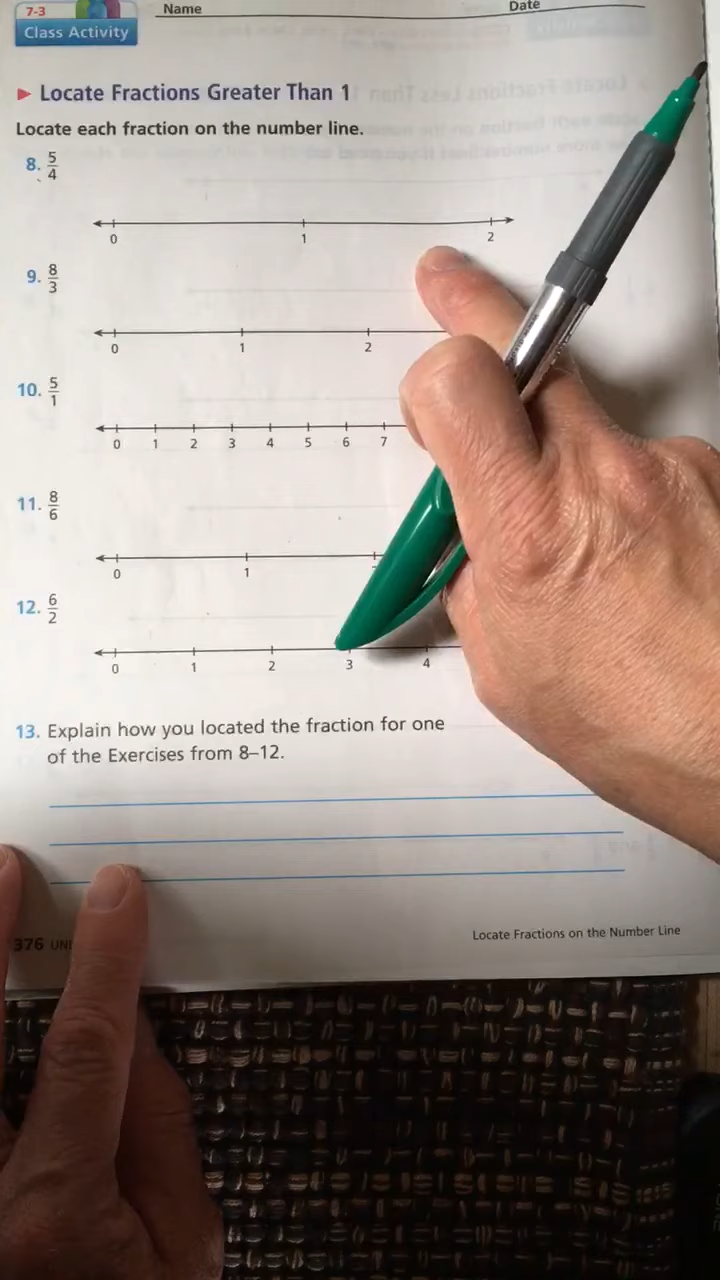 7-3
Name Date
Class Activity
Locate Fractions Greater Than 1
Locate each fraction on the number line.
8. 5/4
0 1 2
9. 8/3
0 1 2
10. 5/1
0 1 2 3 4 5 6 7
11. 8/6
0 1
12. 6/2
0 1 2 3 4
13. Explain how you located the fraction for one
of the Exercises from 8–12.
Locate Fractions on the Number Line
376 UNI